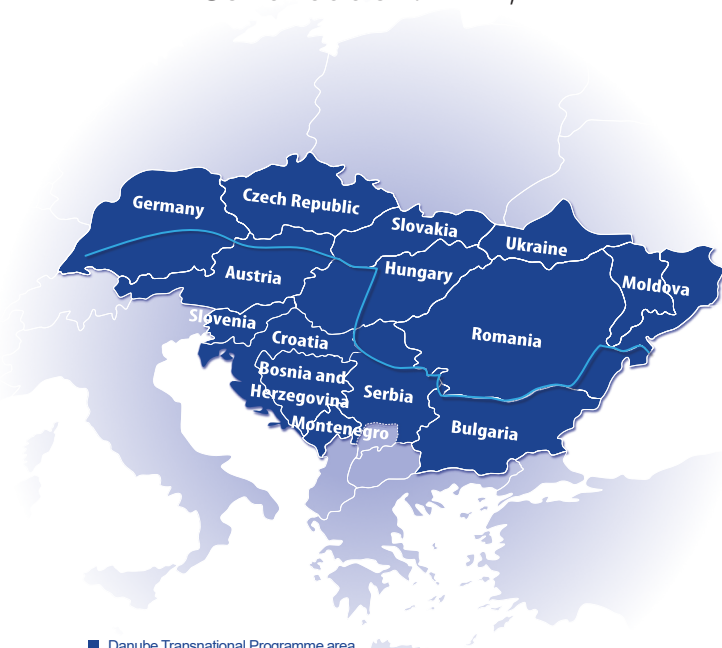 Germany
Czech Republic
Slovakia
Ukraine
Austria
Hungary
Moldova
Slovenia
Croatia
Romania
Bosnia and
Herzegovina
Serbia
Montenegro
Bulgaria
Danube Transnational Programme area